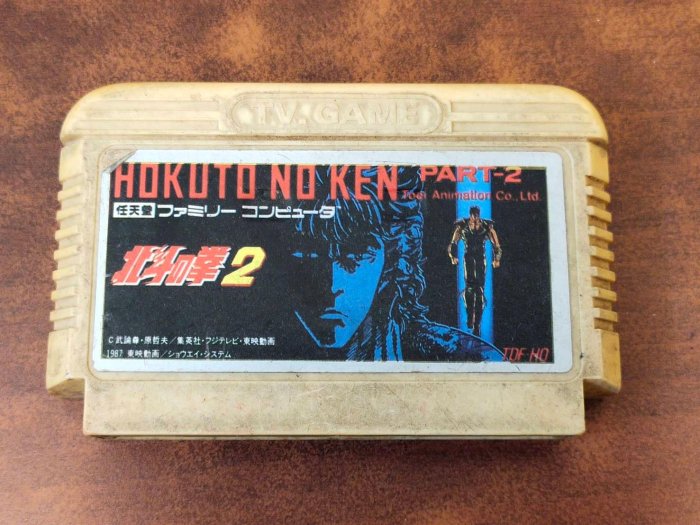 T.V. GAME
HOKUTO NO KEN PART-2
Toei Animation Co., Ltd.
任天堂 ファミリー コンピュータ
北斗の拳2
C 武論尊・原哲夫/集英社・フジテレビ・東映動画
1987 東映動画/ショウエイ・システム
TDF-HO